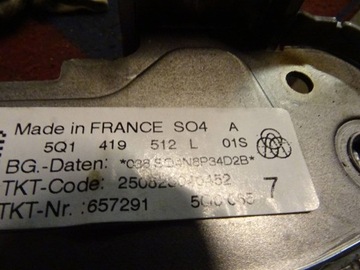 Made in FRANCE SO4 A
5Q1 419 512 L 01S
BG.-Daten:
TKT-Code:
7
TKT-Nr.: 657291